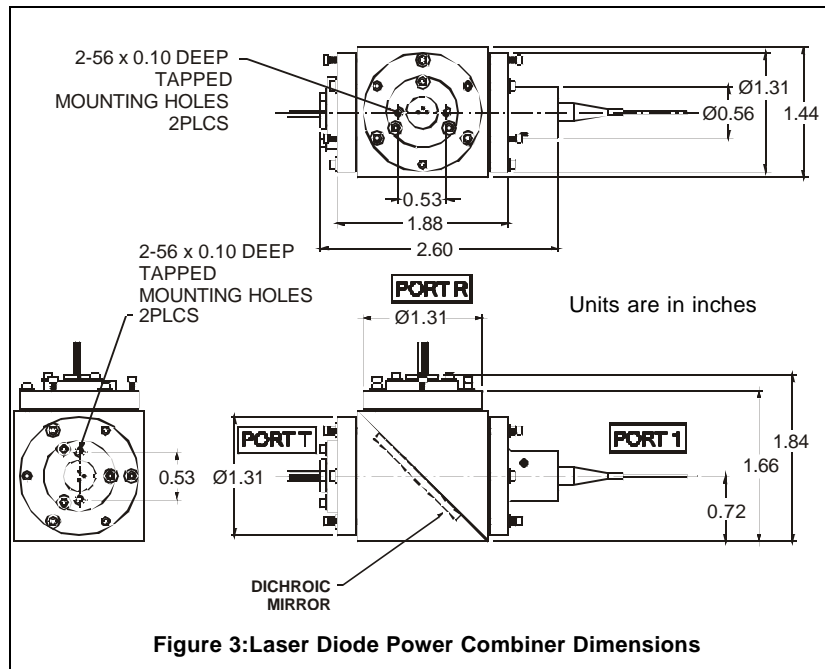 2-56 x 0.10 DEEP
TAPPED
MOUNTING HOLES
2PLCS
Ø1.31
Ø0.56
1.44
0.53
1.88
2.60
2-56 x 0.10 DEEP
TAPPED
MOUNTING HOLES
2PLCS
PORT R
Ø1.31
Units are in inches
PORT T
PORT 1
0.53
Ø1.31
1.84
1.66
0.72
DICHROIC
MIRROR
Figure 3:Laser Diode Power Combiner Dimensions